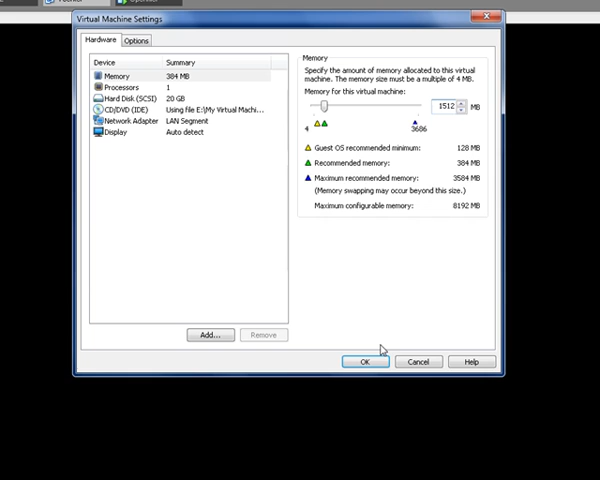 Virtual Machine Settings
Hardware Options
Device Summary
Memory 384 MB
Processors 1
Hard Disk (SCSI) 20 GB
CD/DVD (IDE) Using file E:\My Virtual Machi...
Network Adapter LAN Segment
Display Auto detect
Add... Remove
Memory
Specify the amount of memory allocated to this virtual
machine. The memory size must be a multiple of 4 MB.
Memory for this virtual machine:
1512 MB
4 3686
Guest OS recommended minimum: 128 MB
Recommended memory: 384 MB
Maximum recommended memory: 3584 MB
(Memory swapping may occur beyond this size.)
Maximum configurable memory: 8192 MB
OK Cancel Help